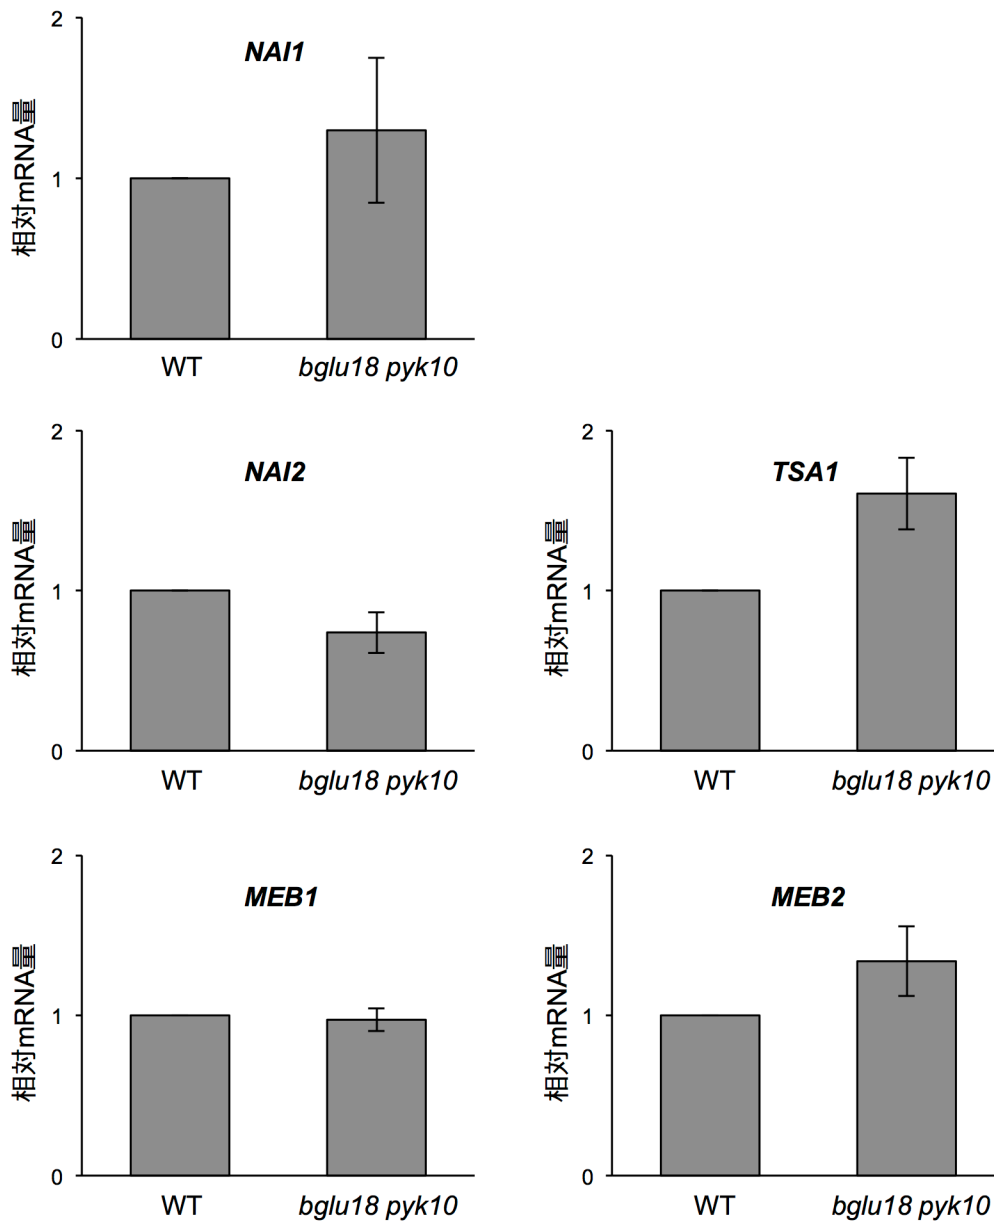 NAI1
相対mRNA量
2
1
0
WT
bglu18 pyk10
NAI2
相対mRNA量
2
1
0
WT
bglu18 pyk10
TSA1
相対mRNA量
2
1
0
WT
bglu18 pyk10
MEB1
相対mRNA量
2
1
0
WT
bglu18 pyk10
MEB2
相対mRNA量
2
1
0
WT
bglu18 pyk10